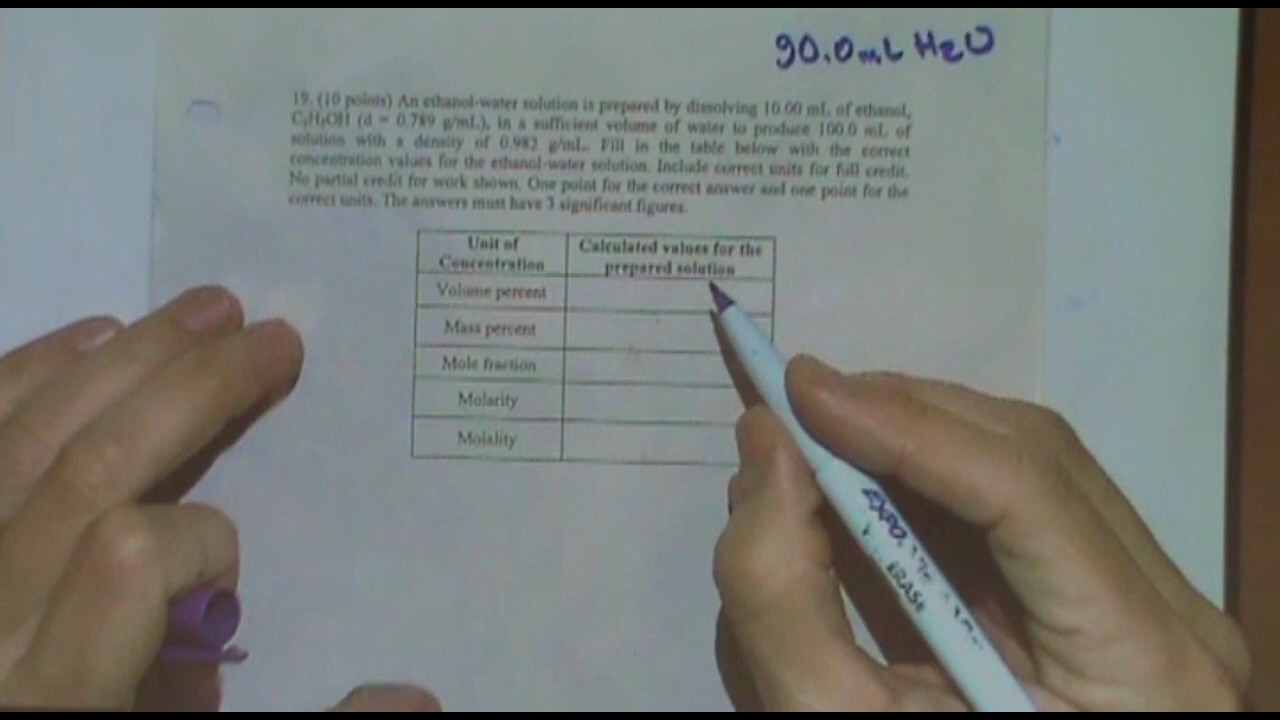 90.0mL H2O
19. (10 points) An ethanol-water solution is prepared by dissolving 10.00 mL of ethanol,
C2H5OH (d = 0.789 g/mL), in a sufficient volume of water to produce 100.0 mL of
solution with a density of 0.982 g/mL. Fill in the table below with the correct
concentration values for the ethanol-water solution. Include correct units for full credit.
No partial credit for work shown. One point for the correct answer and one point for the
correct units. The answers must have 3 significant figures.
Unit of
Concentration
Calculated values for the
prepared solution
Volume percent
Mass percent
Mole fraction
Molarity
Molality
EXPO
ERASE